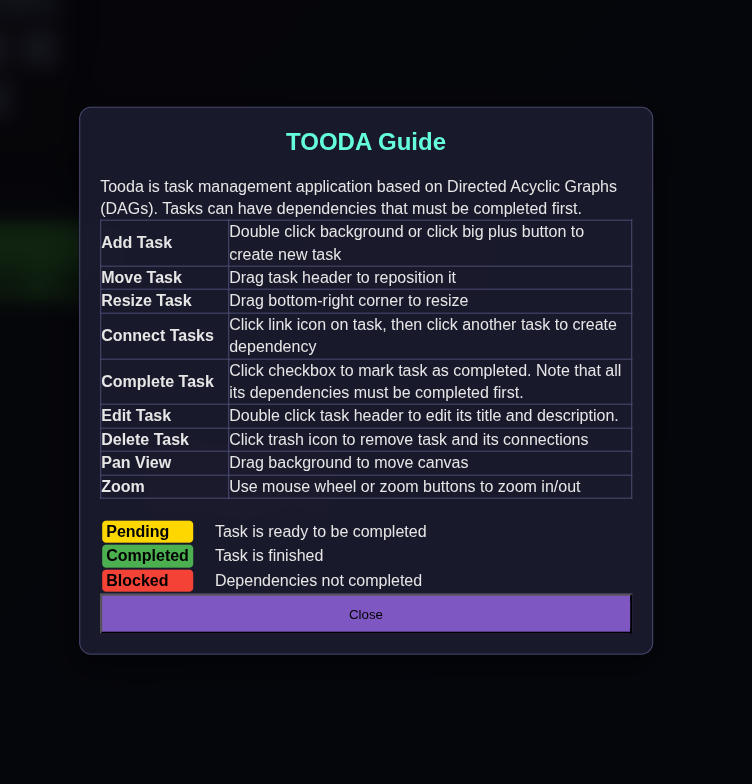 TOODA Guide
Tooda is task management application based on Directed Acyclic Graphs
(DAGs). Tasks can have dependencies that must be completed first.
Add Task Double click background or click big plus button to
create new task
Move Task Drag task header to reposition it
Resize Task Drag bottom-right corner to resize
Connect Tasks Click link icon on task, then click another task to create
dependency
Complete Task Click checkbox to mark task as completed. Note that all
its dependencies must be completed first.
Edit Task Double click task header to edit its title and description.
Delete Task Click trash icon to remove task and its connections
Pan View Drag background to move canvas
Zoom Use mouse wheel or zoom buttons to zoom in/out
Pending Task is ready to be completed
Completed Task is finished
Blocked Dependencies not completed
Close